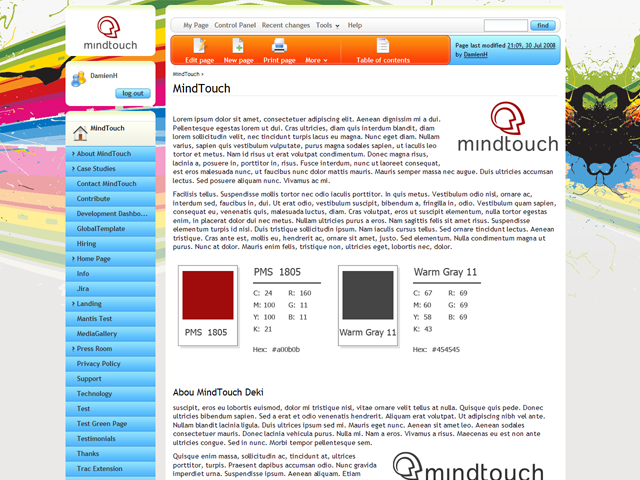 mindtouch
DamienH
log out
MindTouch
About MindTouch
Case Studies
Contact MindTouch
Contribute
Development Dashbo...
GlobalTemplate
Hiring
Home Page
Info
Jira
Landing
Mantis Test
MediaGallery
Press Room
Privacy Policy
Support
Technology
Test
Test Green Page
Testimonials
Thanks
Trac Extension
My Page Control Panel Recent changes Tools Help
find
Edit page New page Print page More Table of contents
Page last modified 21:09, 30 Jul 2008
by DamienH
MindTouch »
MindTouch
mindtouch
Lorem ipsum dolor sit amet, consectetuer adipiscing elit. Aenean dignissim mi a dui.
Pellentesque egestas lorem ut dui. Cras ultricies, diam quis interdum blandit, diam
lorem sollicitudin velit, nec tincidunt turpis lacus eu magna. Nunc eget diam. Nullam
varius, sapien quis vestibulum vulputate, purus magna sodales sapien, ut iaculis leo
tortor et metus. Nam id risus ut erat volutpat condimentum. Donec magna risus,
lacinia a, posuere in, porttitor in, risus. Fusce interdum, nunc ut laoreet consequat,
est eros malesuada nunc, ut faucibus nunc dolor mattis mauris. Mauris semper massa nec augue. Duis ultricies accumsan
lectus. Sed posuere aliquam nunc. Vivamus ac mi.
Facilisis tellus. Suspendisse mollis tortor nec odio iaculis porttitor. In quis metus. Vestibulum odio nisl, ornare ac,
interdum sed, faucibus in, dui. Ut erat odio, vestibulum suscipit, bibendum a, fringilla in, odio. Vestibulum quam sapien,
consequat eu, venenatis quis, malesuada luctus, diam. Cras volutpat, eros ut suscipit elementum, nulla tortor egestas
enim, in placerat dolor dui nec metus. Nullam ultricies purus a eros. Nam sagittis felis sit amet risus. Suspendisse
elementum turpis id nisi. Duis tristique sollicitudin ipsum. Nam iaculis cursus tellus. Sed ornare tincidunt lectus. Aenean
tristique. Cras ante est, mollis eu, hendrerit ac, ornare sit amet, justo. Sed elementum. Nulla condimentum magna ut
purus. Nunc at dolor. Mauris enim felis, tristique non, ultricies eget, lobortis nec, dolor.
PMS 1805
PMS 1805
C: 24 R: 160
M: 100 G: 11
Y: 100 B: 11
K: 21
Hex: #a00b0b
Warm Gray 11
Warm Gray 11
C: 67 R: 69
M: 60 G: 69
Y: 58 B: 69
K: 43
Hex: #454545
Abou MindTouch Deki
suscipit, eros eu lobortis euismod, dolor mi tristique nisl, vitae ornare velit tellus at nulla. Quisque quis pede. Donec
ultricies bibendum sapien. Sed a erat et odio venenatis hendrerit. Aliquam erat volutpat. Ut adipiscing nibh vel ante.
Nullam blandit lacinia ligula. Duis ultrices ipsum sed mi. Mauris eget nunc. Aenean sit amet leo. Aenean sodales
consectetuer mauris. Donec lacinia vehicula purus. Nulla mi. Nam a eros. Vivamus a risus. Maecenas eu est non ante
ultricies congue. Sed in nunc. Morbi tempor pellentesque sem.
Quisque enim massa, sollicitudin ac, tincidunt at, ultrices
porttitor, turpis. Praesent dapibus accumsan odio. Nunc gravida
imperdiet urna. Suspendisse ipsum. Aenean aliquam. Etiam
mindtouch